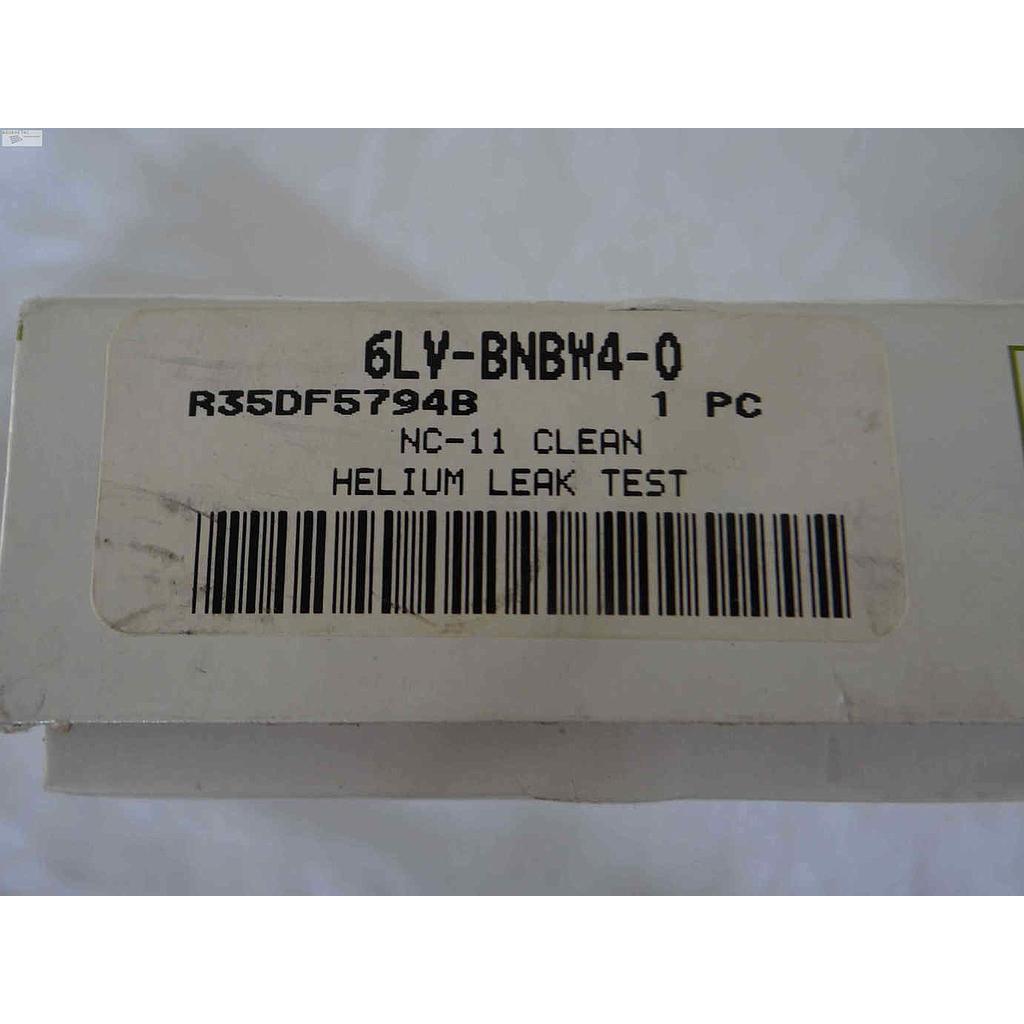 6LV-BNBW4-O
R35DF5794B 1 PC
NC-11 CLEAN
HELIUM LEAK TEST